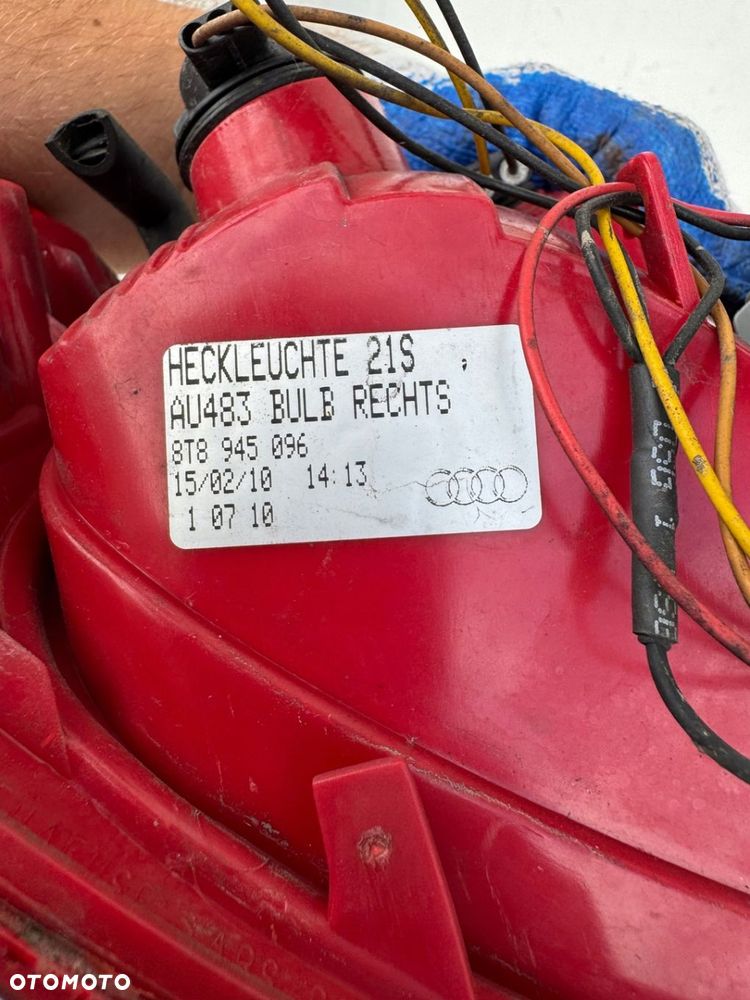 HECKLEUCHTE 21S ,
AU483 BULB RECHTS
8T8 945 096
15/02/10 14:13
1 07 10
OTOMOTO